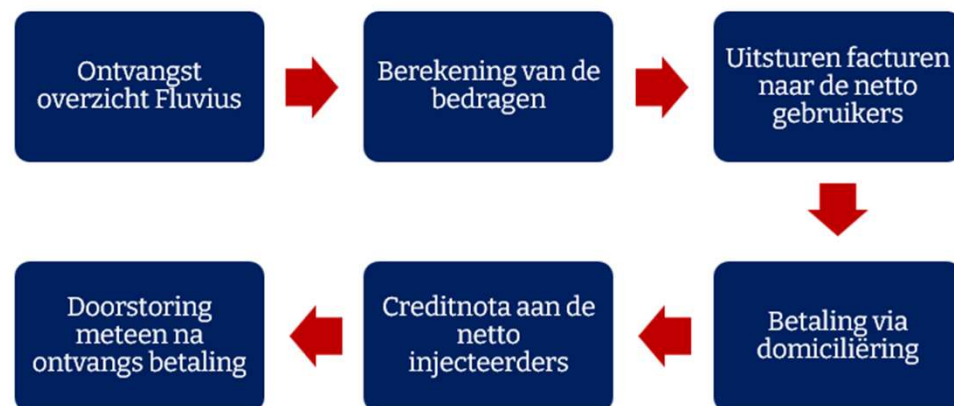 Ontvangst
overzicht Fluvius
Berekening van de
bedragen
Uitsturen facturen
naar de netto
gebruikers
Betaling via
domiciliëring
Creditnota aan de
netto
injecteerders
Doorstoring
meteen na
ontvangs betaling